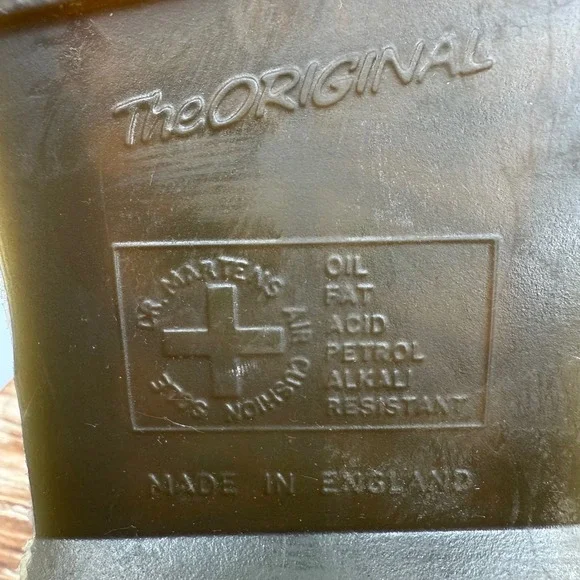 The ORIGINAL
DR. MARTENS AIR CUSHION SOLE
OIL
FAT
ACID
PETROL
ALKALI
RESISTANT
MADE IN ENGLAND